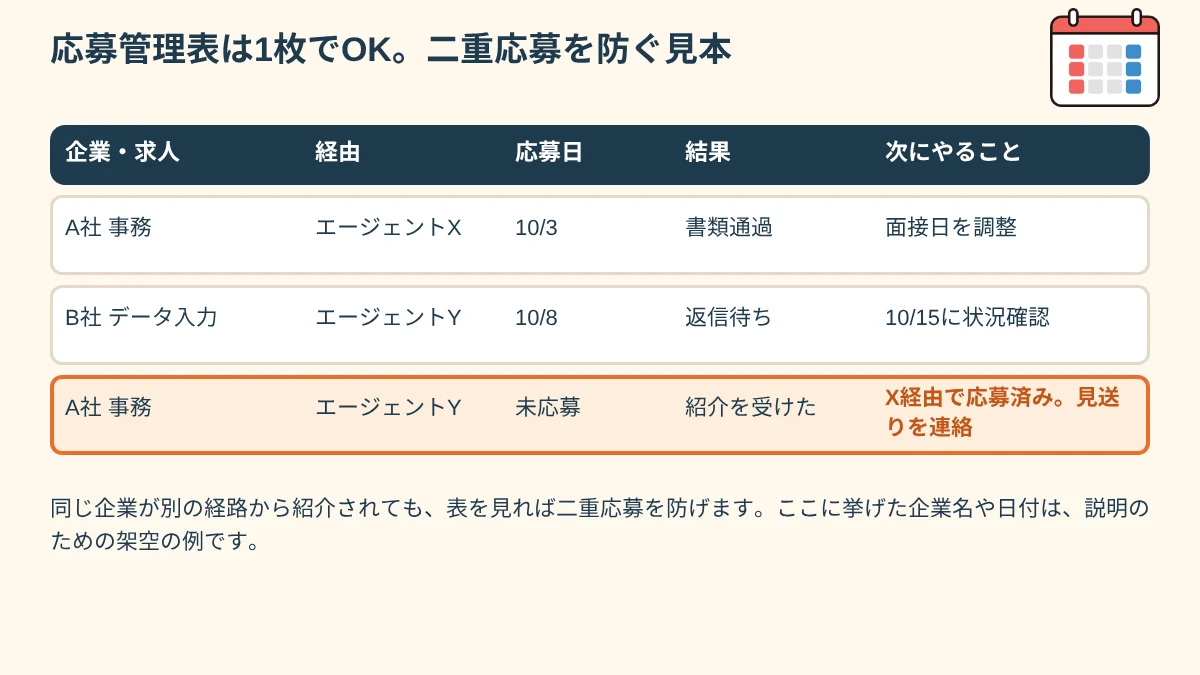 応募管理表は1枚でOK。二重応募を防ぐ見本
企業・求人 経由 応募日 結果 次にやること
A社 事務 エージェントX 10/3 書類通過 面接日を調整
B社 データ入力 エージェントY 10/8 返信待ち 10/15に状況確認
A社 事務 エージェントY 未応募 紹介を受けた X経由で応募済み。見送
りを連絡
同じ企業が別の経路から紹介されても、表を見れば二重応募を防げます。ここに挙げた企業名や日付は、説明の
ための架空の例です。